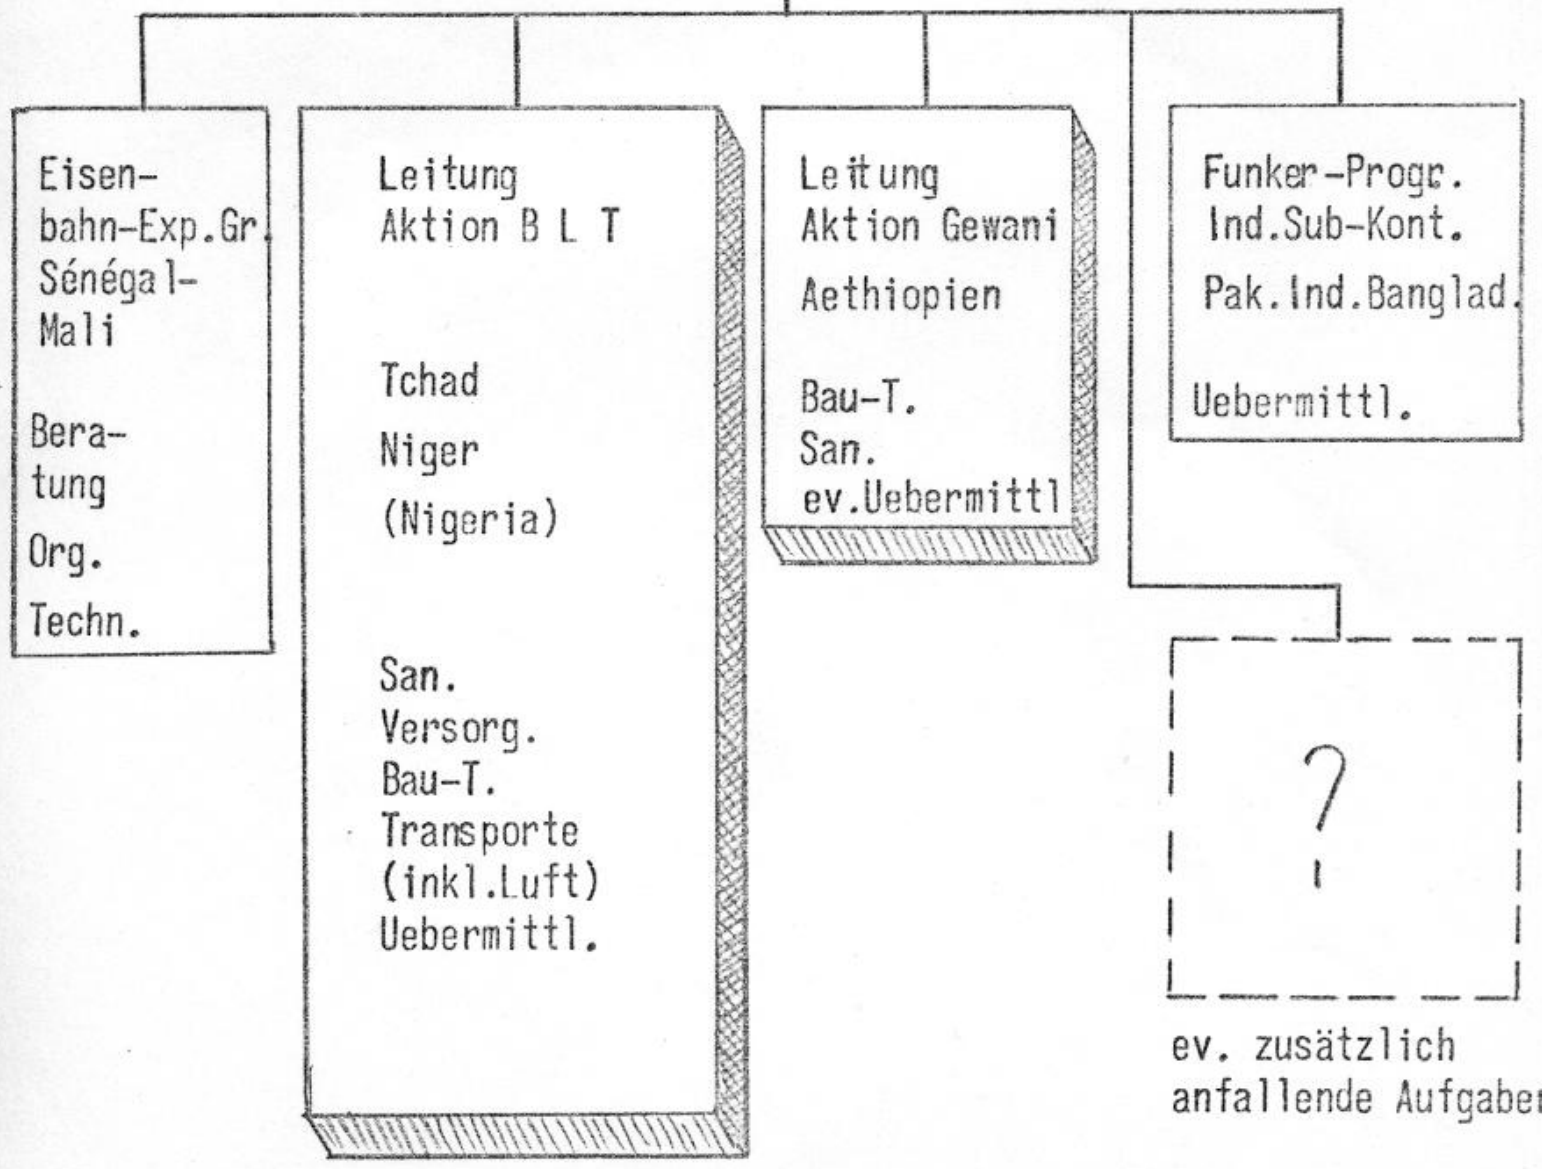 Eisen-
bahn-Exp.Gr.
Sénégal-
Mali
Bera-
tung
Org.
Techn.
Leitung
Aktion B L T
Tchad
Niger
(Nigeria)
San.
Versorg.
Bau-T.
Transporte
(inkl.Luft)
Uebermittl.
Leitung
Aktion Gewani
Aethiopien
Bau-T.
San.
ev.Uebermittl
Funker-Progr.
Ind.Sub-Kont.
Pak.Ind.Banglad.
Uebermittl.
?
ev. zusätzlich
anfallende Aufgaben